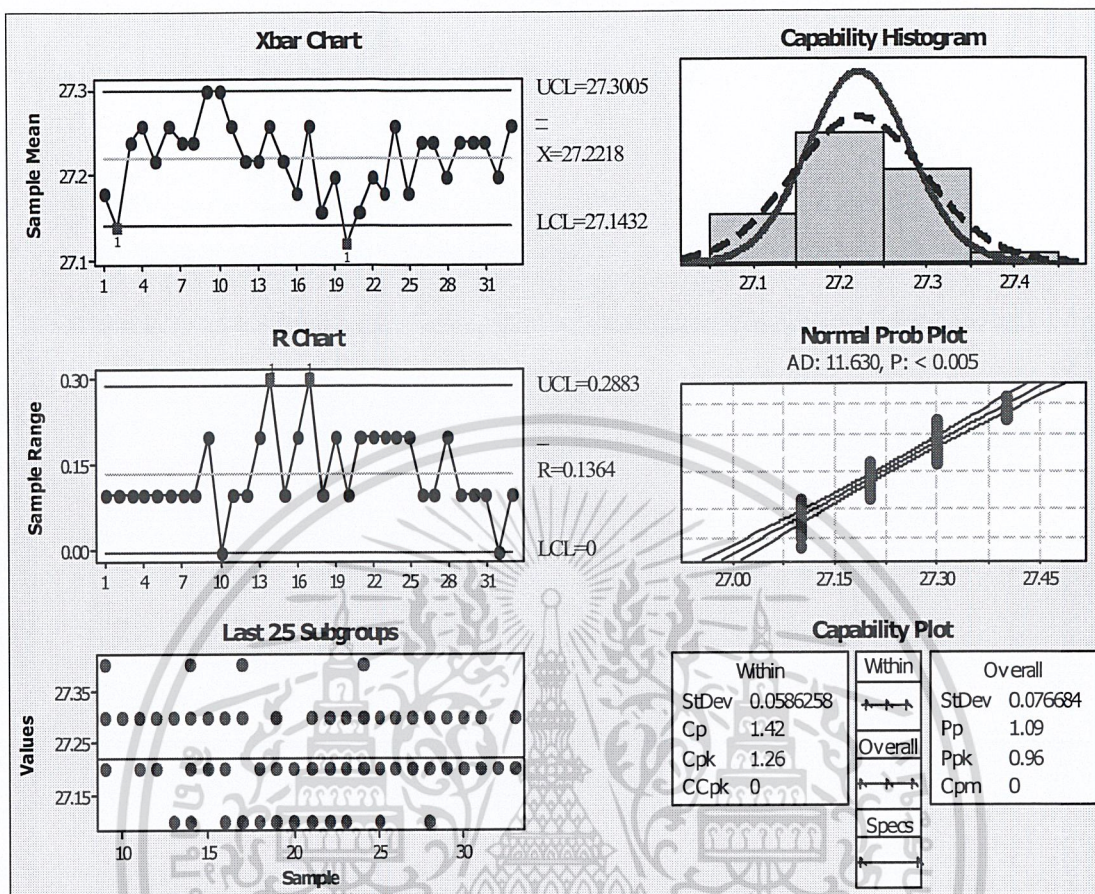 Xbar Chart
Sample Mean
27.3
27.2
27.1
1
1
1 4 7 10 13 16 19 22 25 28 31
UCL=27.3005
X=27.2218
LCL=27.1432
Capability Histogram
27.1 27.2 27.3 27.4
R Chart
Sample Range
0.30
0.15
0.00
1
1
1 4 7 10 13 16 19 22 25 28 31
UCL=0.2883
R=0.1364
LCL=0
Normal Prob Plot
AD: 11.630, P: < 0.005
27.00 27.15 27.30 27.45
Last 25 Subgroups
Values
27.35
27.25
27.15
10 15 20 25 30
Sample
Capability Plot
Within
StDev 0.0586258
Cp 1.42
Cpk 1.26
CCpk 0
Within
Overall
Specs
Overall
StDev 0.076684
Pp 1.09
Ppk 0.96
Cpm 0